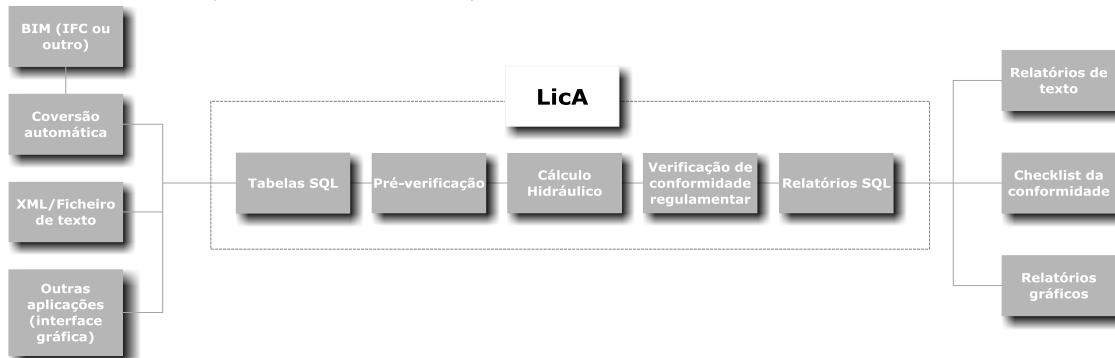 BIM (IFC ou
outro)
Coversão
automática
XML/Ficheiro
de texto
Outras
aplicações
(interface
gráfica)
LicA
Tabelas SQL
Pré-verificação
Cálculo
Hidráulico
Verificação de
conformidade
regulamentar
Relatórios SQL
Relatórios de
texto
Checklist da
conformidade
Relatórios
gráficos